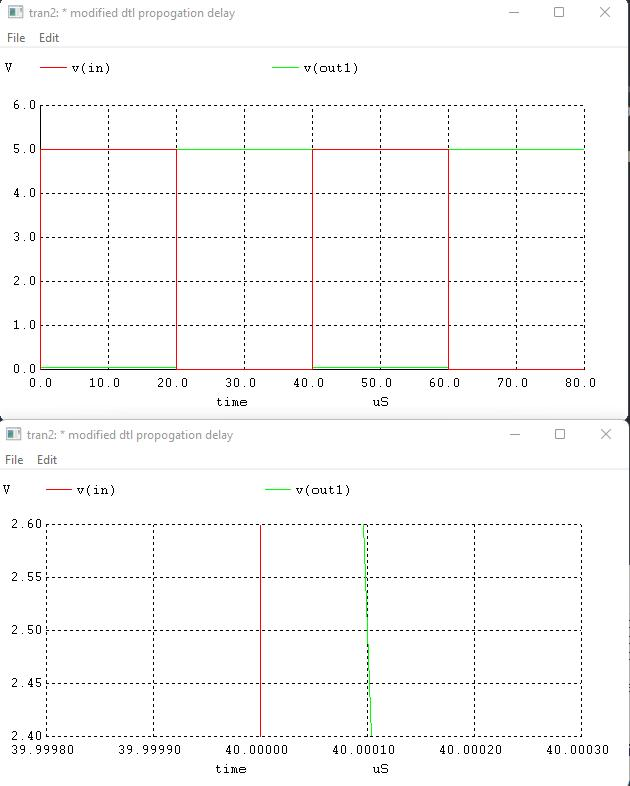 tran2: * modified dtl propogation delay
File Edit
V v(in) v(out1)
6.0
5.0
4.0
3.0
2.0
1.0
0.0
0.0 10.0 20.0 30.0 40.0 50.0 60.0 70.0 80.0
time uS
tran2: * modified dtl propogation delay
File Edit
V v(in) v(out1)
2.60
2.55
2.50
2.45
2.40
39.99980 39.99990 40.00000 40.00010 40.00020 40.00030
time uS